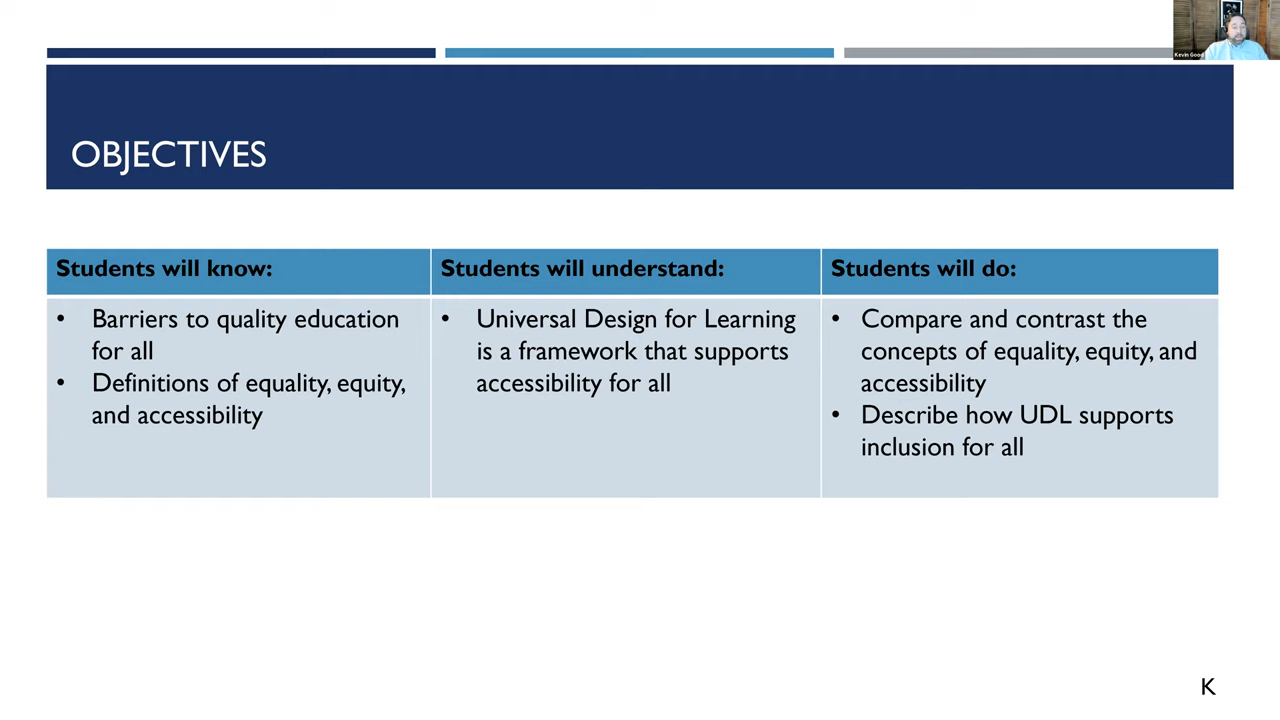 Kevin Good
OBJECTIVES
Students will know:
• Barriers to quality education
for all
• Definitions of equality, equity,
and accessibility
Students will understand:
• Universal Design for Learning
is a framework that supports
accessibility for all
Students will do:
• Compare and contrast the
concepts of equality, equity, and
accessibility
• Describe how UDL supports
inclusion for all
K